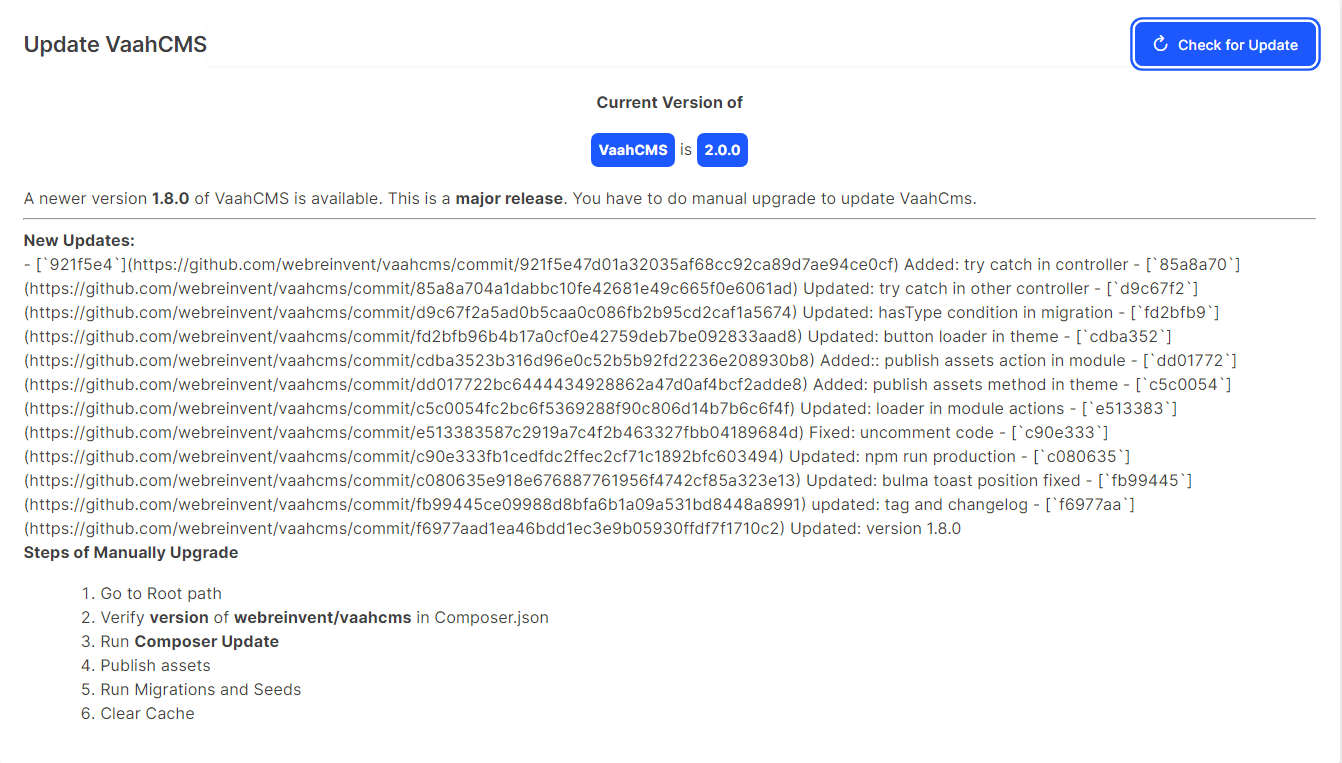 Update VaahCMS
Check for Update
Current Version of
VaahCMS is 2.0.0
A newer version 1.8.0 of VaahCMS is available. This is a major release. You have to do manual upgrade to update VaahCms.
New Updates:
- [`921f5e4`](https://github.com/webreinvent/vaahcms/commit/921f5e47d01a32035af68cc92ca89d7ae94ce0cf) Added: try catch in controller - [`85a8a70`]
(https://github.com/webreinvent/vaahcms/commit/85a8a704a1dabbc10fe42681e49c665f0e6061ad) Updated: try catch in other controller - [`d9c67f2`]
(https://github.com/webreinvent/vaahcms/commit/d9c67f2a5ad0b5caa0c086fb2b95cd2caf1a5674) Updated: hasType condition in migration - [`fd2bfb9`]
(https://github.com/webreinvent/vaahcms/commit/fd2bfb96b4b17a0cf0e42759deb7be092833aad8) Updated: button loader in theme - [`cdba352`]
(https://github.com/webreinvent/vaahcms/commit/cdba3523b316d96e0c52b5b92fd2236e208930b8) Added:: publish assets action in module - [`dd01772`]
(https://github.com/webreinvent/vaahcms/commit/dd017722bc6444434928862a47d0af4bcf2adde8) Added: publish assets method in theme - [`c5c0054`]
(https://github.com/webreinvent/vaahcms/commit/c5c0054fc2bc6f5369288f90c806d14b7b6c6f4f) Updated: loader in module actions - [`e513383`]
(https://github.com/webreinvent/vaahcms/commit/e513383587c2919a7c4f2b463327fbb04189684d) Fixed: uncomment code - [`c90e333`]
(https://github.com/webreinvent/vaahcms/commit/c90e333fb1cedfdc2ffec2cf71c1892bfc603494) Updated: npm run production - [`c080635`]
(https://github.com/webreinvent/vaahcms/commit/c080635e918e676887761956f4742cf85a323e13) Updated: bulma toast position fixed - [`fb99445`]
(https://github.com/webreinvent/vaahcms/commit/fb99445ce09988d8bfa6b1a09a531bd8448a8991) updated: tag and changelog - [`f6977aa`]
(https://github.com/webreinvent/vaahcms/commit/f6977aad1ea46bdd1ec3e9b05930ffdf7f1710c2) Updated: version 1.8.0
Steps of Manually Upgrade
1. Go to Root path
2. Verify version of webreinvent/vaahcms in Composer.json
3. Run Composer Update
4. Publish assets
5. Run Migrations and Seeds
6. Clear Cache